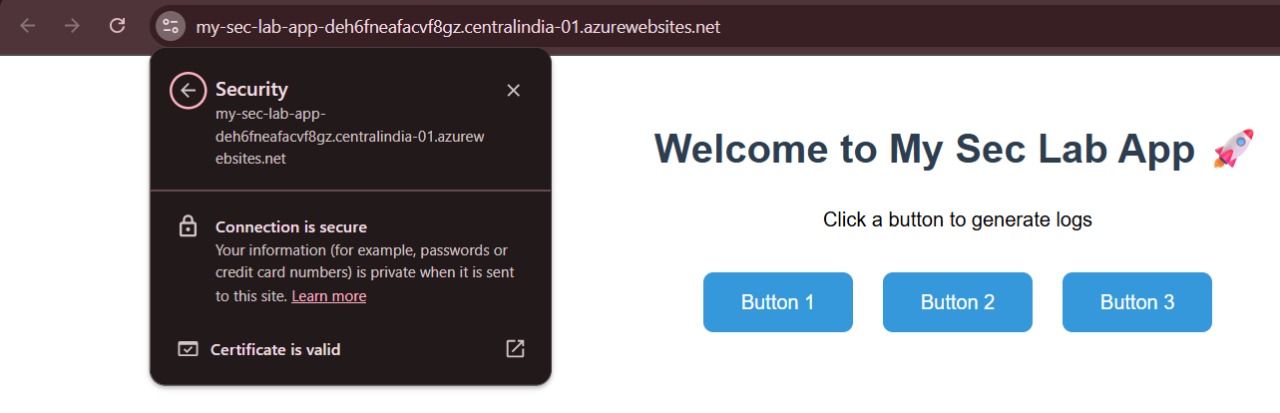 my-sec-lab-app-deh6fneafacvf8gz.centralindia-01.azurewebsites.net
Security
my-sec-lab-app-
deh6fneafacvf8gz.centralindia-01.azurew
ebsites.net
Connection is secure
Your information (for example, passwords or
credit card numbers) is private when it is sent
to this site. Learn more
Certificate is valid
Welcome to My Sec Lab App 🚀
Click a button to generate logs
Button 1
Button 2
Button 3